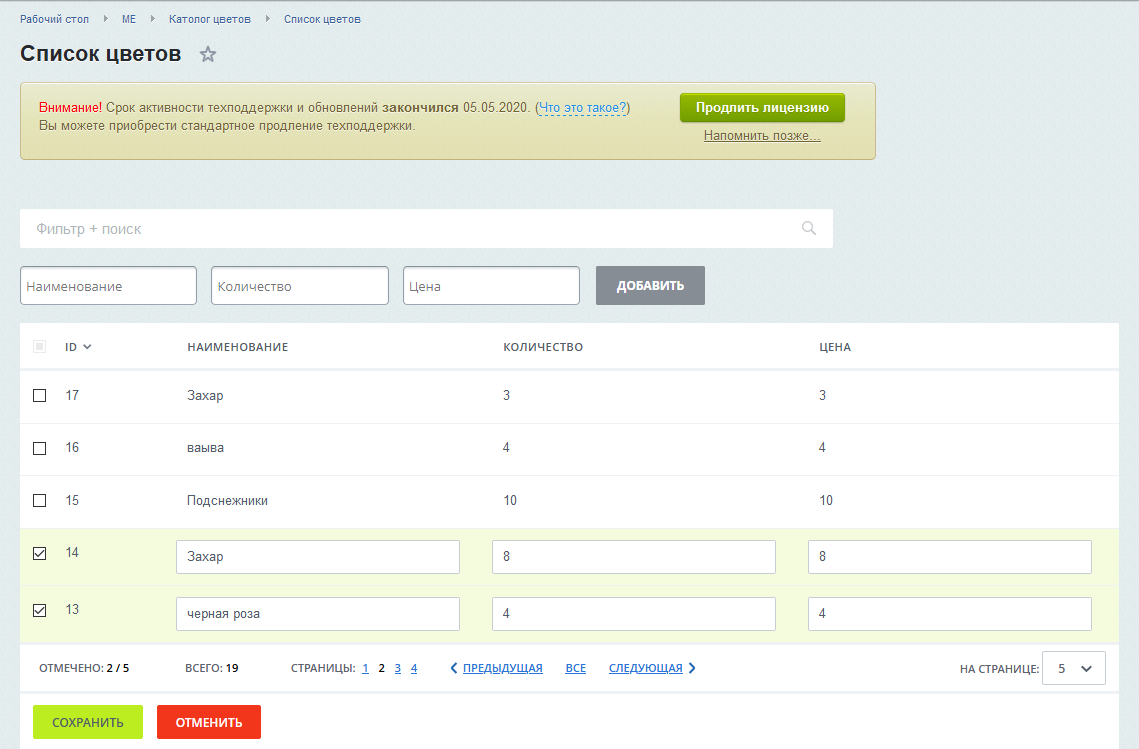 Рабочий стол МЕ Католог цветов Список цветов
Список цветов
Внимание! Срок активности техподдержки и обновлений закончился 05.05.2020. (Что это такое?)
Вы можете приобрести стандартное продление техподдержки.
Продлить лицензию
Напомнить позже...
Фильтр + поиск
Наименование Количество Цена ДОБАВИТЬ
ID НАИМЕНОВАНИЕ КОЛИЧЕСТВО ЦЕНА
17 Захар 3 3
16 ваыва 4 4
15 Подснежники 10 10
14 Захар 8 8
13 черная роза 4 4
ОТМЕЧЕНО: 2 / 5 ВСЕГО: 19 СТРАНИЦЫ: 1 2 3 4 ПРЕДЫДУЩАЯ ВСЕ СЛЕДУЮЩАЯ НА СТРАНИЦЕ: 5
СОХРАНИТЬ ОТМЕНИТЬ